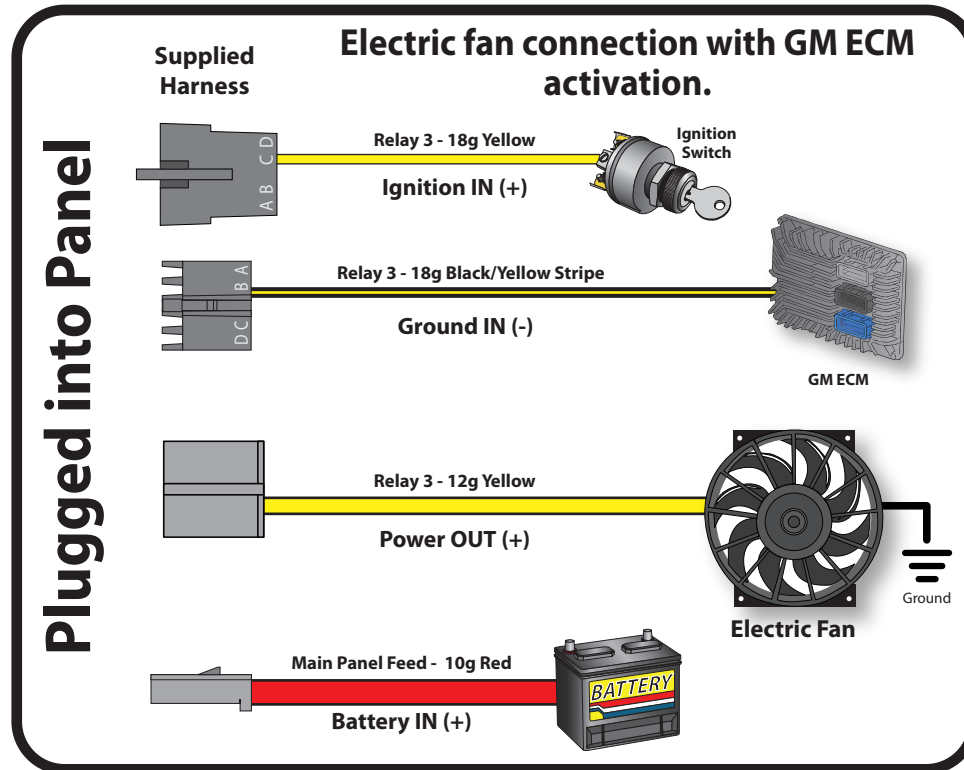 Electric fan connection with GM ECM
activation.
Supplied
Harness
Plugged into Panel
A B C D
Relay 3 - 18g Yellow
Ignition IN (+)
Ignition
Switch
D C B A
Relay 3 - 18g Black/Yellow Stripe
Ground IN (-)
GM ECM
Relay 3 - 12g Yellow
Power OUT (+)
Electric Fan
Ground
Main Panel Feed - 10g Red
Battery IN (+)
BATTERY